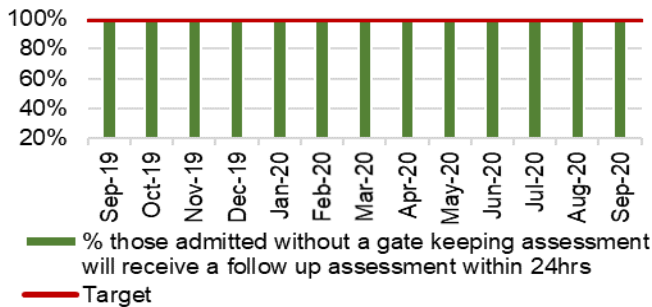 100%
80%
60%
40%
20%
Sep-19
Oct-19
Nov-19
Dec-19
Jan-20
Feb-20
Mar-20
Apr-20
May-20
Jun-20
Jul-20
Aug-20
Sep-20
% those admitted without a gate keeping assessment
will receive a follow up assessment within 24hrs
Target